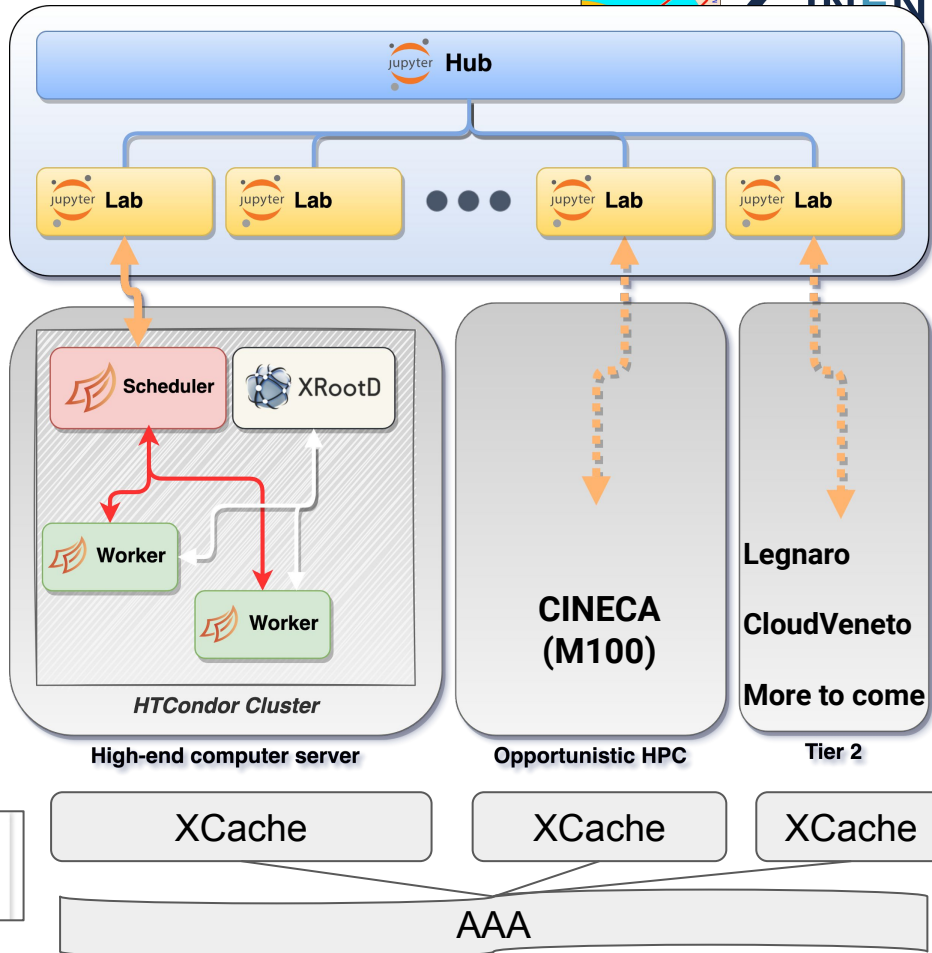 jupyter Hub
jupyter Lab
jupyter Lab
jupyter Lab
jupyter Lab
Scheduler
XRootD
Worker
Worker
HTCondor Cluster
High-end computer server
CINECA
(M100)
Opportunistic HPC
Legnaro
CloudVeneto
More to come
Tier 2
XCache
XCache
XCache
AAA